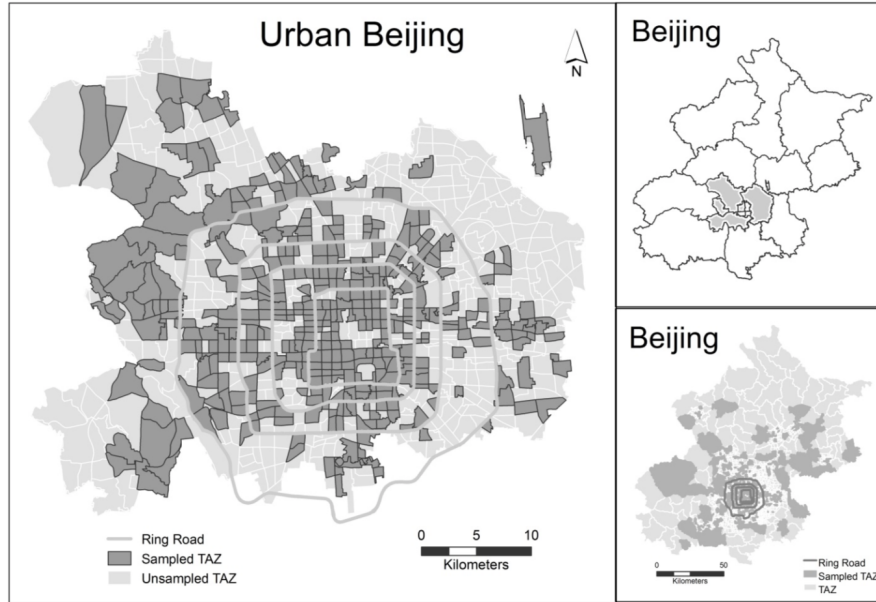 Urban Beijing
N
Ring Road
Sampled TAZ
Unsampled TAZ
0 5 10
Kilometers
Beijing
Beijing
0 50
Kilometers
Ring Road
Sampled TAZ
TAZ